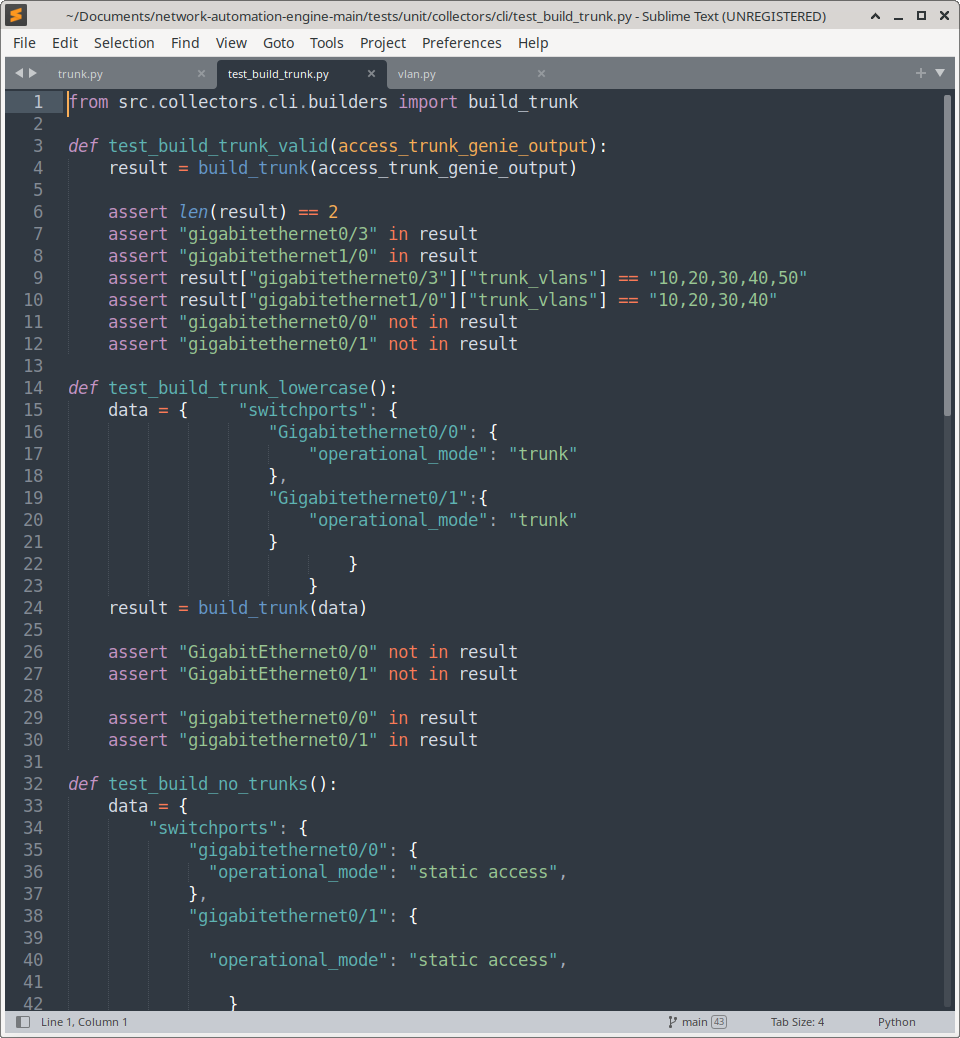 ~/Documents/network-automation-engine-main/tests/unit/collectors/cli/test_build_trunk.py - Sublime Text (UNREGISTERED)
File Edit Selection Find View Goto Tools Project Preferences Help
trunk.py × test_build_trunk.py × vlan.py × +
1 from src.collectors.cli.builders import build_trunk
2
3 def test_build_trunk_valid(access_trunk_genie_output):
4     result = build_trunk(access_trunk_genie_output)
5
6     assert len(result) == 2
7     assert "gigabitethernet0/3" in result
8     assert "gigabitethernet1/0" in result
9     assert result["gigabitethernet0/3"]["trunk_vlans"] == "10,20,30,40,50"
10     assert result["gigabitethernet1/0"]["trunk_vlans"] == "10,20,30,40"
11     assert "gigabitethernet0/0" not in result
12     assert "gigabitethernet0/1" not in result
13
14 def test_build_trunk_lowercase():
15     data = {     "switchports": {
16                     "Gigabitethernet0/0": {
17                         "operational_mode": "trunk"
18                     },
19                     "Gigabitethernet0/1":{
20                         "operational_mode": "trunk"
21                     }
22                             }
23                         }
24     result = build_trunk(data)
25
26     assert "GigabitEthernet0/0" not in result
27     assert "GigabitEthernet0/1" not in result
28
29     assert "gigabitethernet0/0" in result
30     assert "gigabitethernet0/1" in result
31
32 def test_build_no_trunks():
33     data = {
34         "switchports": {
35             "gigabitethernet0/0": {
36               "operational_mode": "static access",
37             },
38             "gigabitethernet0/1": {
39
40               "operational_mode": "static access",
41
42                 }
Line 1, Column 1 main 43 Tab Size: 4 Python